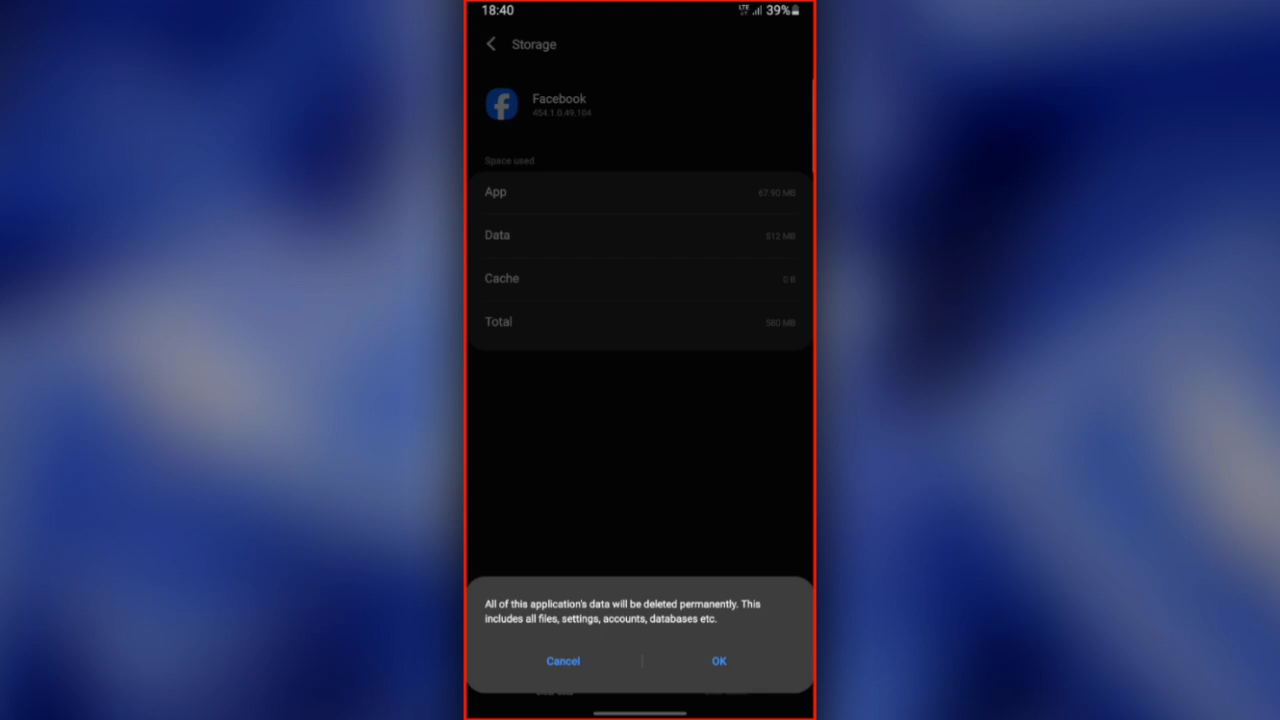 18:40 LTE 39%
Storage
Facebook
454.1.0.49.104
Space used
App 67.90 MB
Data 512 MB
Cache 0 B
Total 580 MB
All of this application's data will be deleted permanently. This
includes all files, settings, accounts, databases etc.
Cancel OK